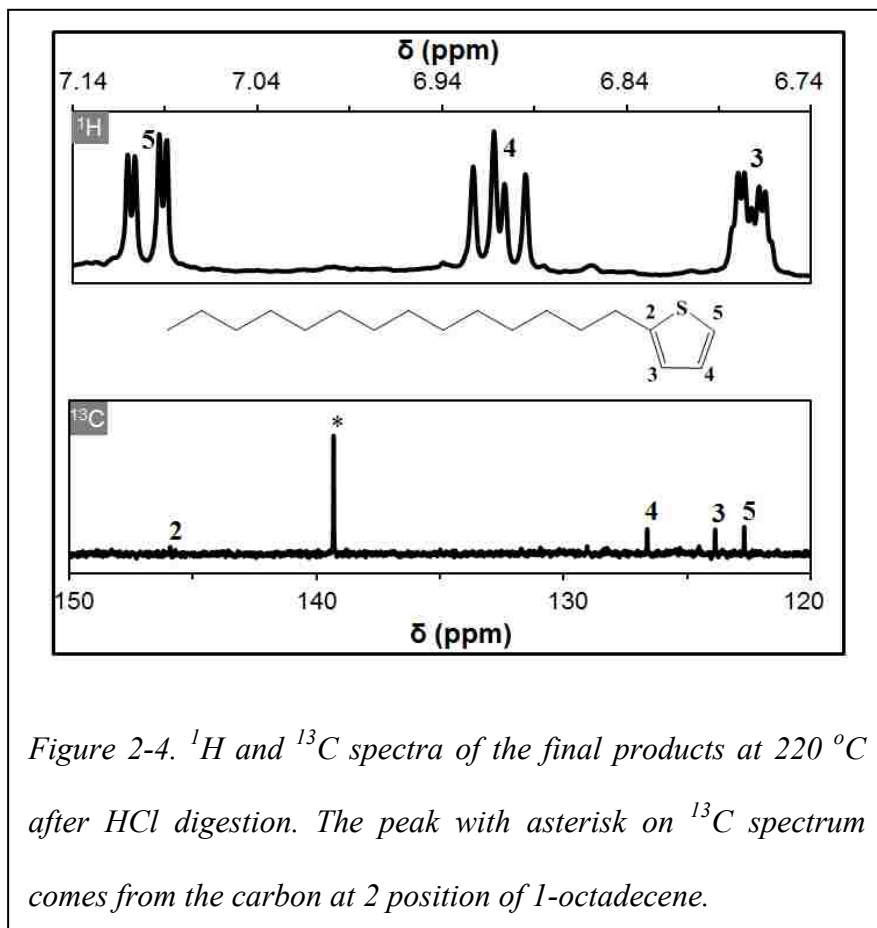 δ (ppm)
7.14 7.04 6.94 6.84 6.74
¹H
5 4 3
S
2 5
3 4
¹³C
*
2 4 3 5
150 140 130 120
δ (ppm)
Figure 2-4. ¹H and ¹³C spectra of the final products at 220 °C
after HCl digestion. The peak with asterisk on ¹³C spectrum
comes from the carbon at 2 position of 1-octadecene.